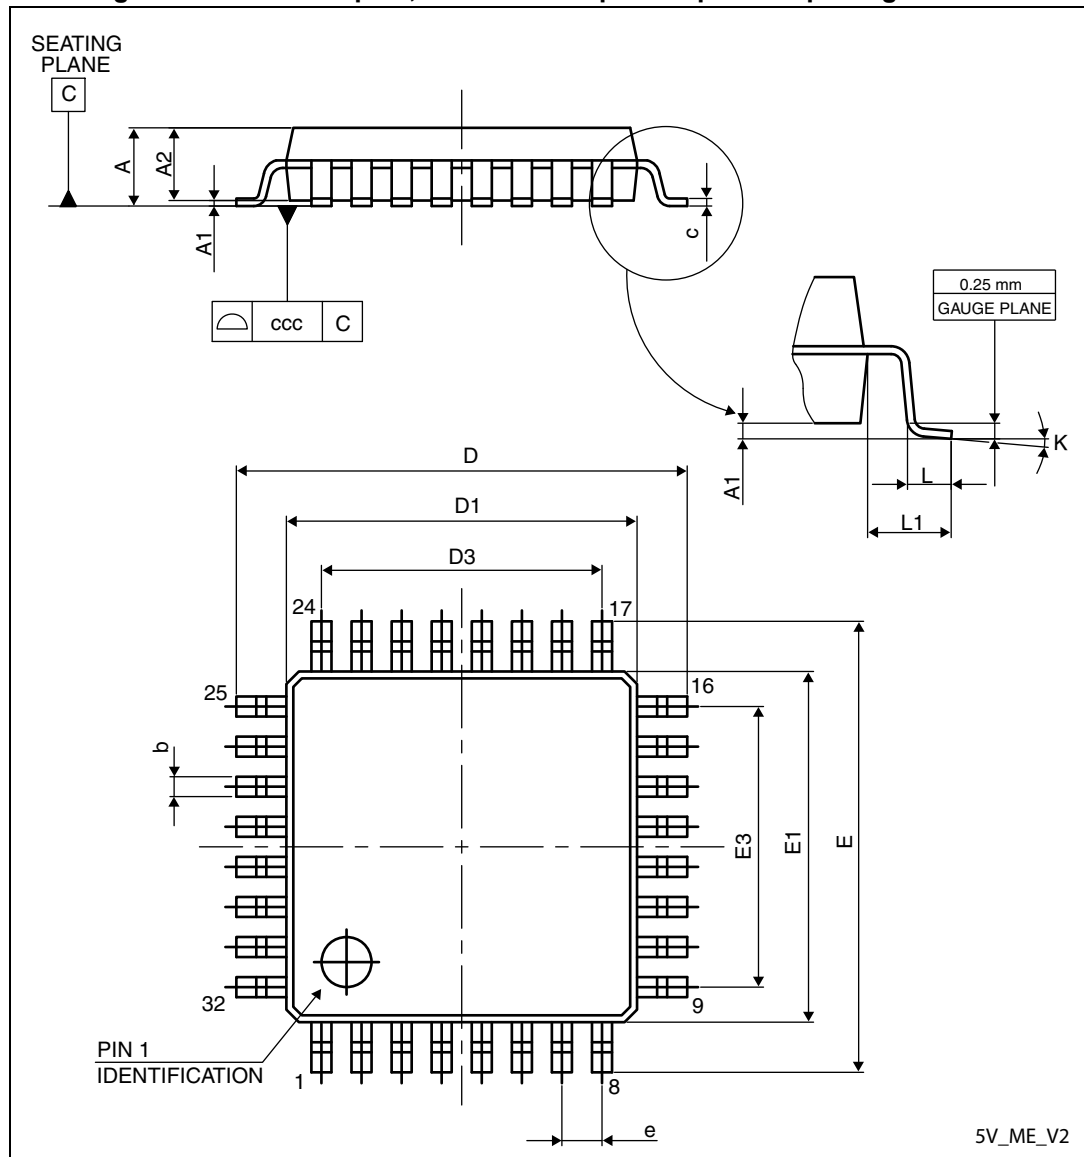 SEATING
PLANE
C
A
A2
A1
c
ccc
C
0.25 mm
GAUGE PLANE
K
A1
L
L1
D
D1
D3
24
17
25
16
b
E3
E1
E
32
9
PIN 1
IDENTIFICATION
1
8
e
5V_ME_V2